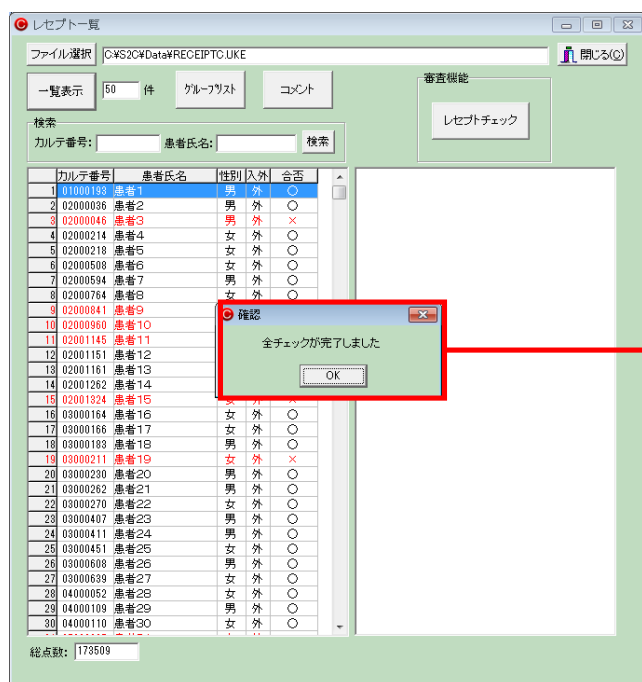 レセプト一覧
ファイル選択 C:¥S2C¥Data¥RECEIPTC.UKE 閉じる(C)
一覧表示 50 件 グループリスト コメント 審査機能
レセプトチェック
検索
カルテ番号: 患者氏名: 検索
カルテ番号 患者氏名 性別 入外 合否
1 01000193 患者1 男 外 ○
2 02000036 患者2 男 外 ○
3 02000046 患者3 男 外 ×
4 02000214 患者4 女 外 ○
5 02000218 患者5 女 外 ○
6 02000508 患者6 女 外 ○
7 02000594 患者7 男 外 ○
8 02000764 患者8 女 外 ○
9 02000841 患者9
10 02000960 患者10
11 02001145 患者11
12 02001151 患者12
13 02001161 患者13
14 02001262 患者14
15 02001324 患者15
確認
全チェックが完了しました
OK
16 03000164 患者16 女 外 ○
17 03000166 患者17 女 外 ○
18 03000183 患者18 男 外 ○
19 03000211 患者19 女 外 ×
20 03000230 患者20 男 外 ○
21 03000262 患者21 男 外 ○
22 03000270 患者22 女 外 ○
23 03000407 患者23 男 外 ○
24 03000411 患者24 男 外 ○
25 03000451 患者25 女 外 ○
26 03000608 患者26 男 外 ○
27 03000639 患者27 女 外 ○
28 04000052 患者28 女 外 ○
29 04000109 患者29 男 外 ○
30 04000110 患者30 女 外 ○
総点数: 173509